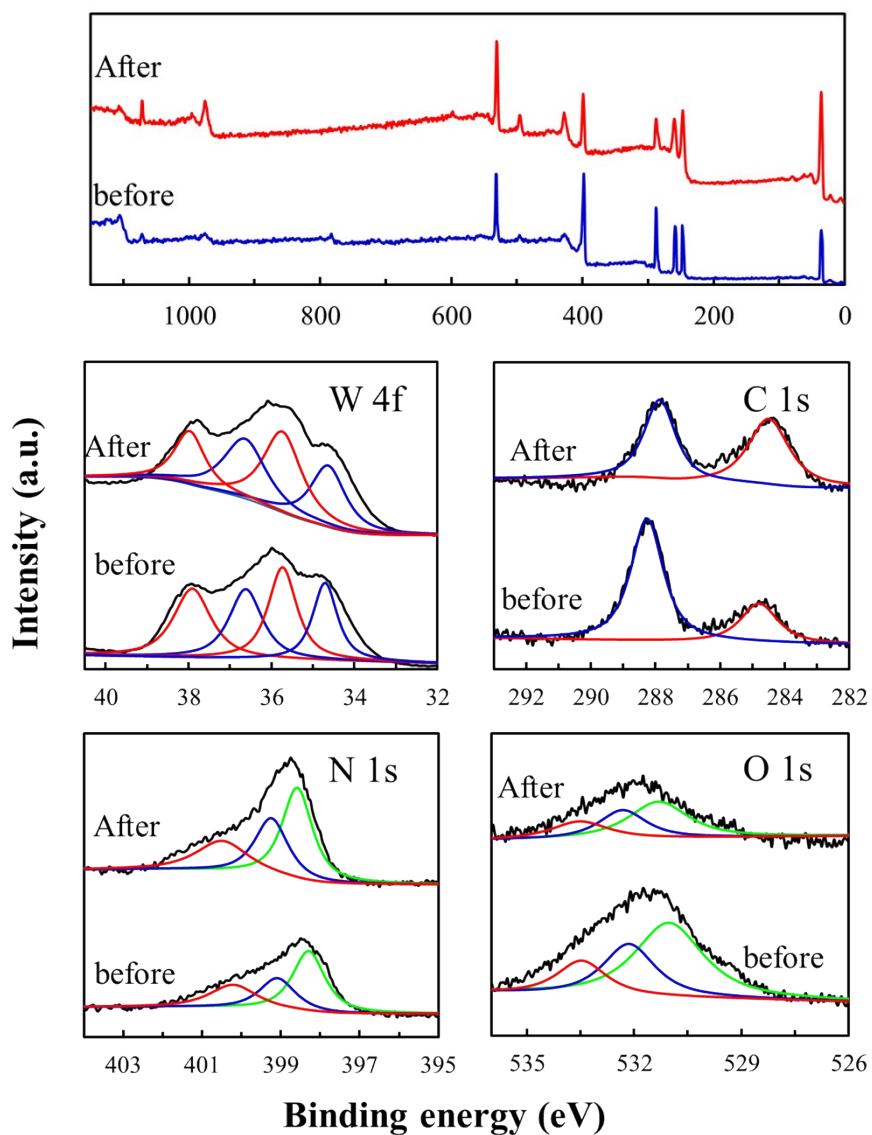 After
before
1000 800 600 400 200 0
W 4f
After
before
40 38 36 34 32
C 1s
After
before
292 290 288 286 284 282
N 1s
After
before
403 401 399 397 395
O 1s
After
before
535 532 529 526
Intensity (a.u.)
Binding energy (eV)